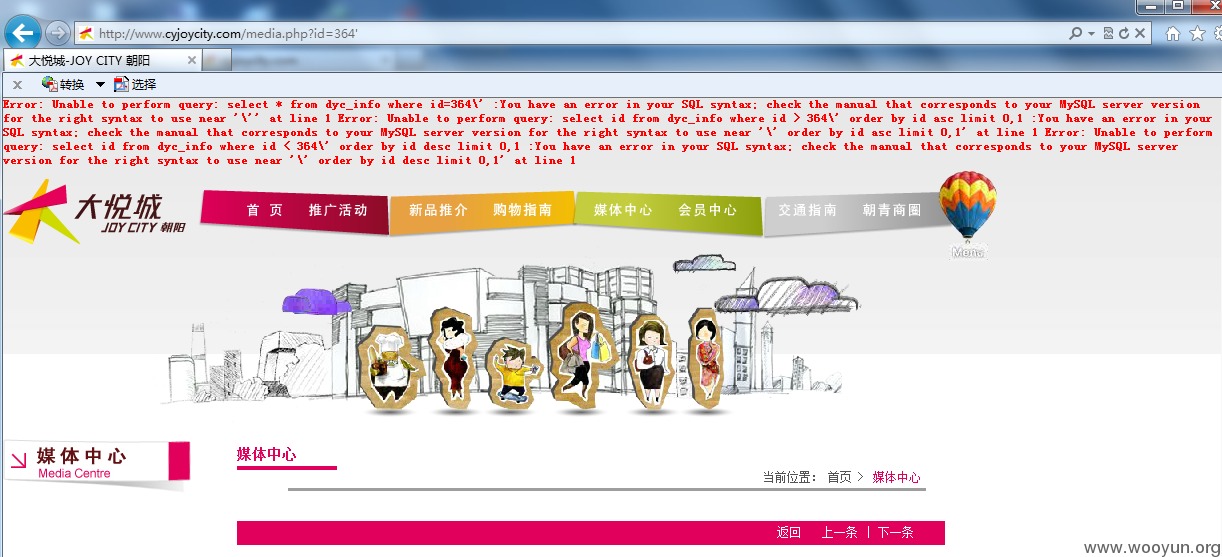 http://www.cyjoycity.com/media.php?id=364'
大悦城-JOY CITY 朝阳
转换 选择
Error: Unable to perform query: select * from dyc_info where id=364\' :You have an error in your SQL syntax; check the manual that corresponds to your MySQL server version
for the right syntax to use near '\'' at line 1 Error: Unable to perform query: select id from dyc_info where id > 364\' order by id asc limit 0,1 :You have an error in your
SQL syntax; check the manual that corresponds to your MySQL server version for the right syntax to use near '\' order by id asc limit 0,1' at line 1 Error: Unable to perform
query: select id from dyc_info where id < 364\' order by id desc limit 0,1 :You have an error in your SQL syntax; check the manual that corresponds to your MySQL server
version for the right syntax to use near '\' order by id desc limit 0,1' at line 1
大悦城
JOY CITY 朝阳
首 页 推广活动 新品推介 购物指南 媒体中心 会员中心 交通指南 朝青商圈
Menu
媒体中心
Media Centre
媒体中心
当前位置： 首页 > 媒体中心
返回 上一条 | 下一条
www.wooyun.org